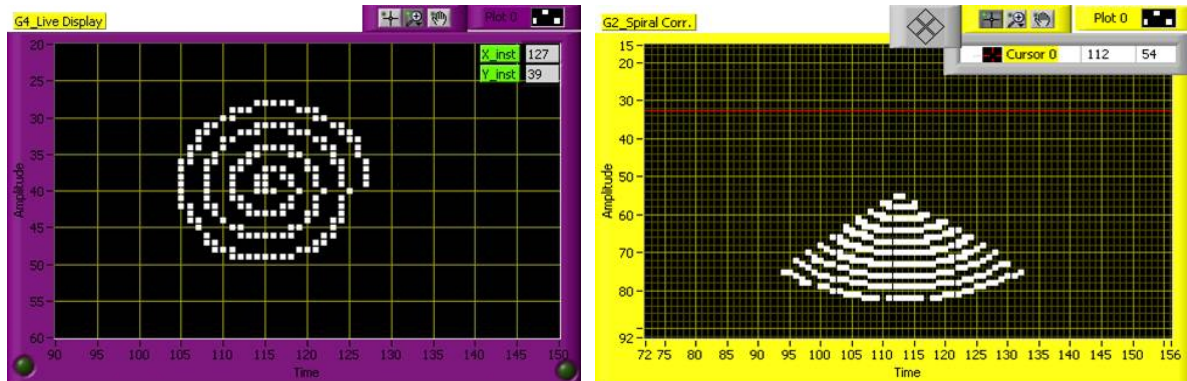 G4_Live Display
Plot 0
X_inst 127
Y_inst 39
Amplitude
20
25
30
35
40
45
50
55
60
90 95 100 105 110 115 120 125 130 135 140 145 150
Time
G2_Spiral Corr.
Plot 0
Cursor 0 112 54
Amplitude
15
20
30
40
50
60
70
80
92
72 75 80 85 90 95 100 105 110 115 120 125 130 135 140 145 150 156
Time